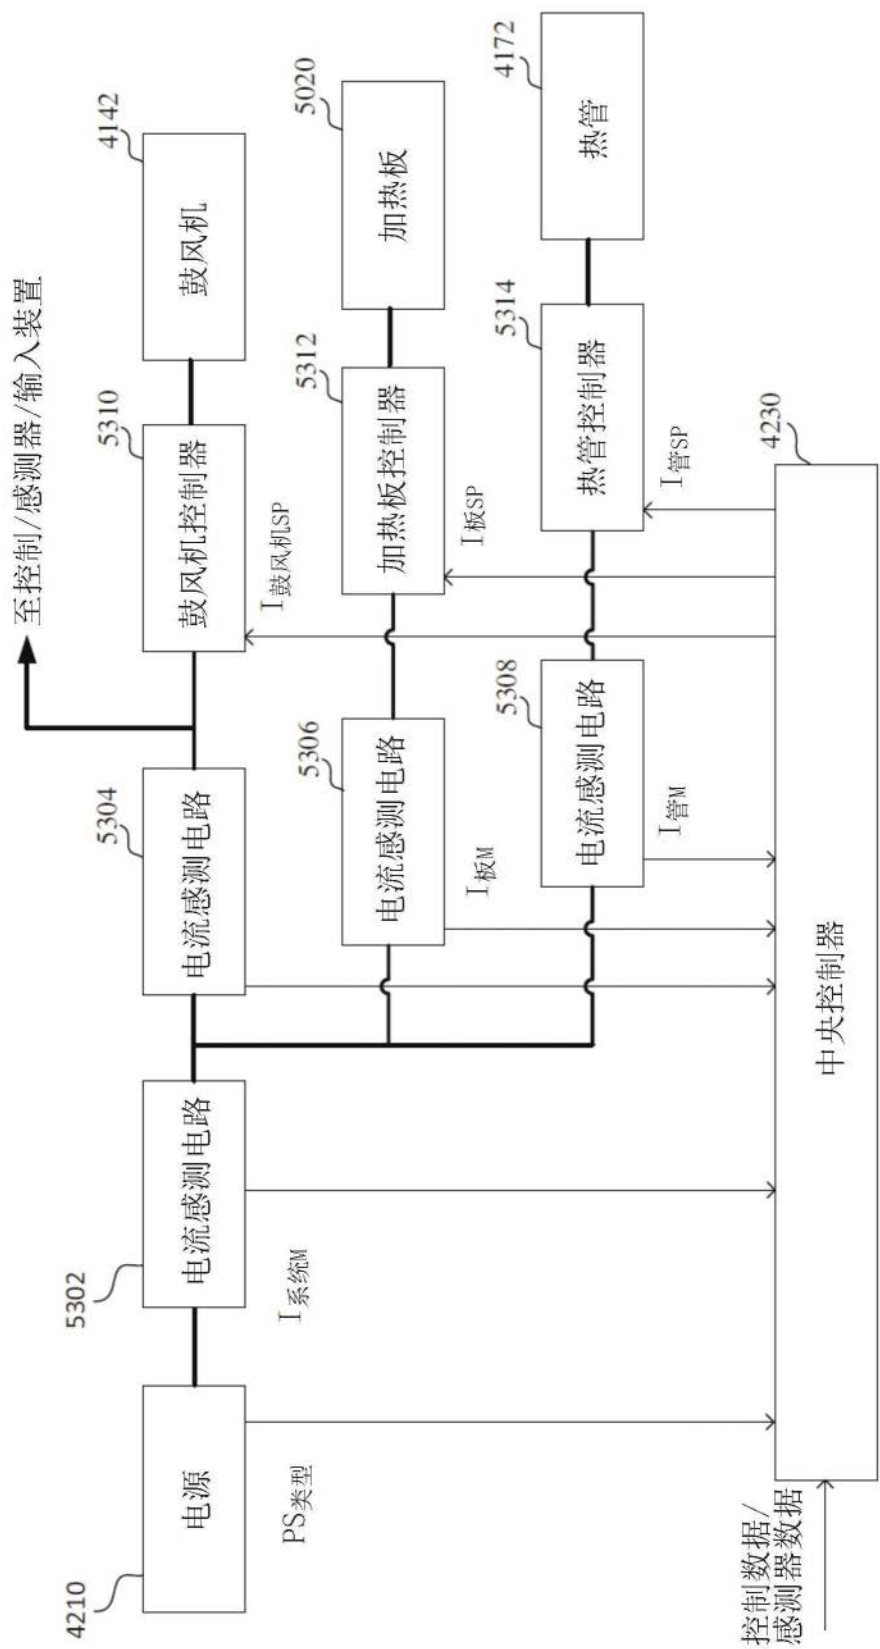 至控制/感测器/输入装置
4210
电源
5302
电流感测电路
5304
电流感测电路
5310
鼓风机控制器
4142
鼓风机
5306
电流感测电路
5312
加热板控制器
5020
加热板
5308
电流感测电路
5314
热管控制器
4172
热管
PS类型
I系统M
I板M
I管M
I鼓风机SP
I板SP
I管SP
4230
中央控制器
控制数据/
感测器数据